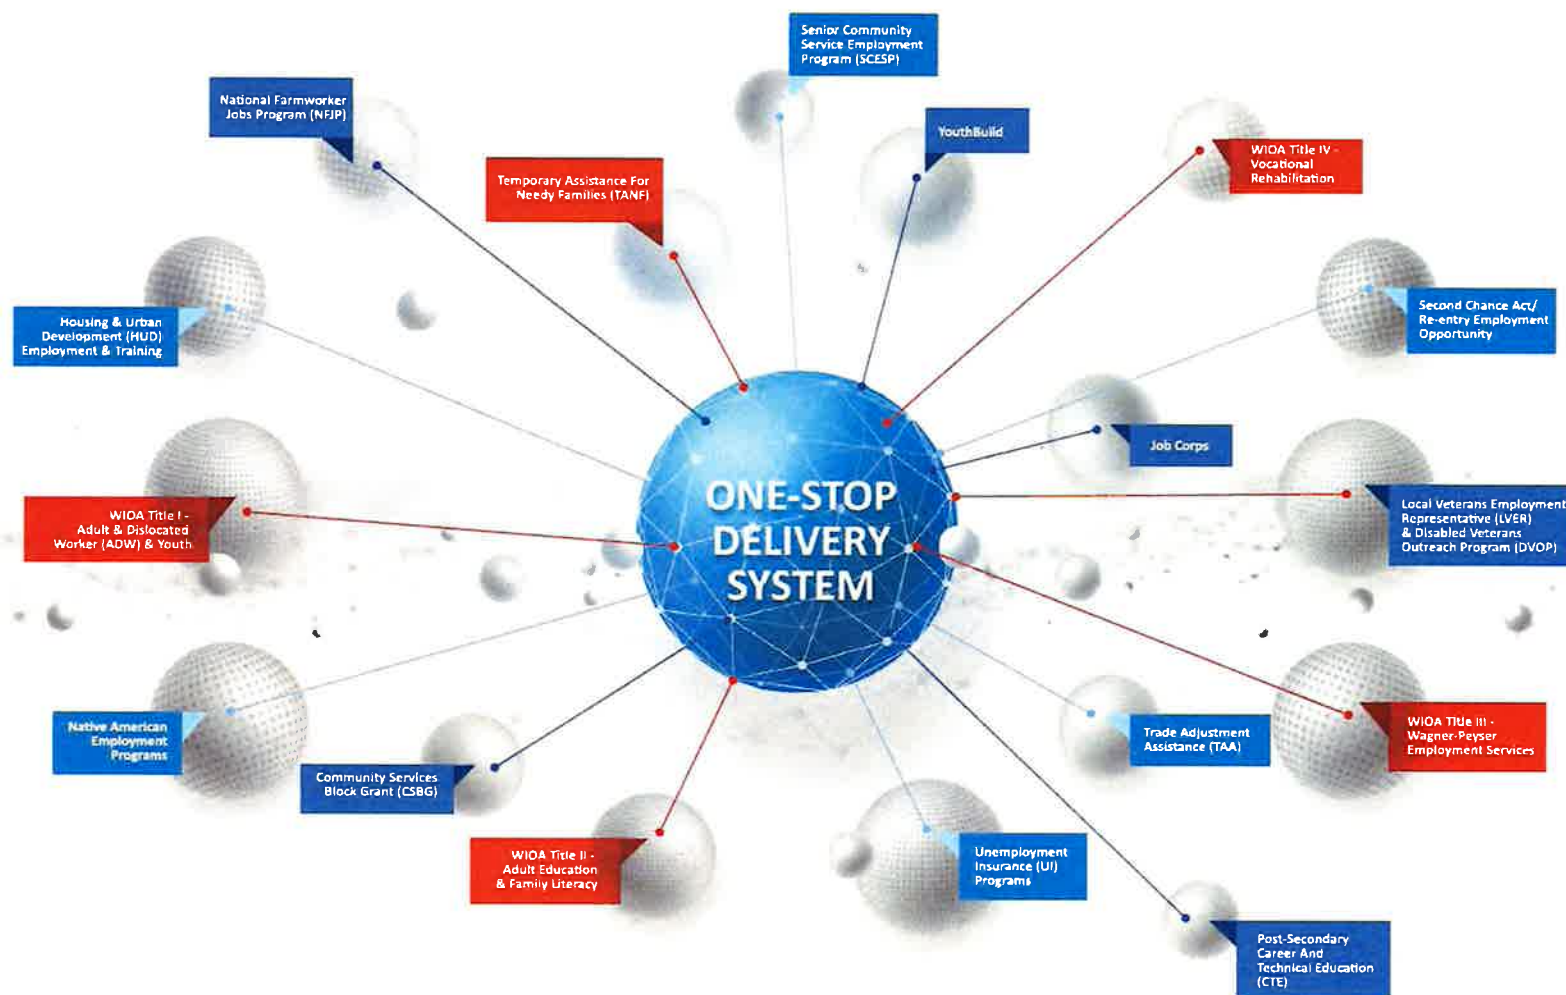 Senior Community
Service Employment
Program (SCESP)
National Farmworker
Jobs Program (NFJP)
YouthBuild
WIOA Title IV -
Vocational
Rehabilitation
Temporary Assistance For
Needy Families (TANF)
Housing & Urban
Development (HUD)
Employment & Training
Second Chance Act/
Re-entry Employment
Opportunity
Job Corps
ONE-STOP
DELIVERY
SYSTEM
WIOA Title I -
Adult & Dislocated
Worker (ADW) & Youth
Local Veterans Employment
Representative (LVER)
& Disabled Veterans
Outreach Program (DVOP)
Native American
Employment
Programs
Trade Adjustment
Assistance (TAA)
WIOA Title III -
Wagner-Peyser
Employment Services
Community Services
Block Grant (CSBG)
WIOA Title II -
Adult Education
& Family Literacy
Unemployment
Insurance (UI)
Programs
Post-Secondary
Career And
Technical Education
(CTE)